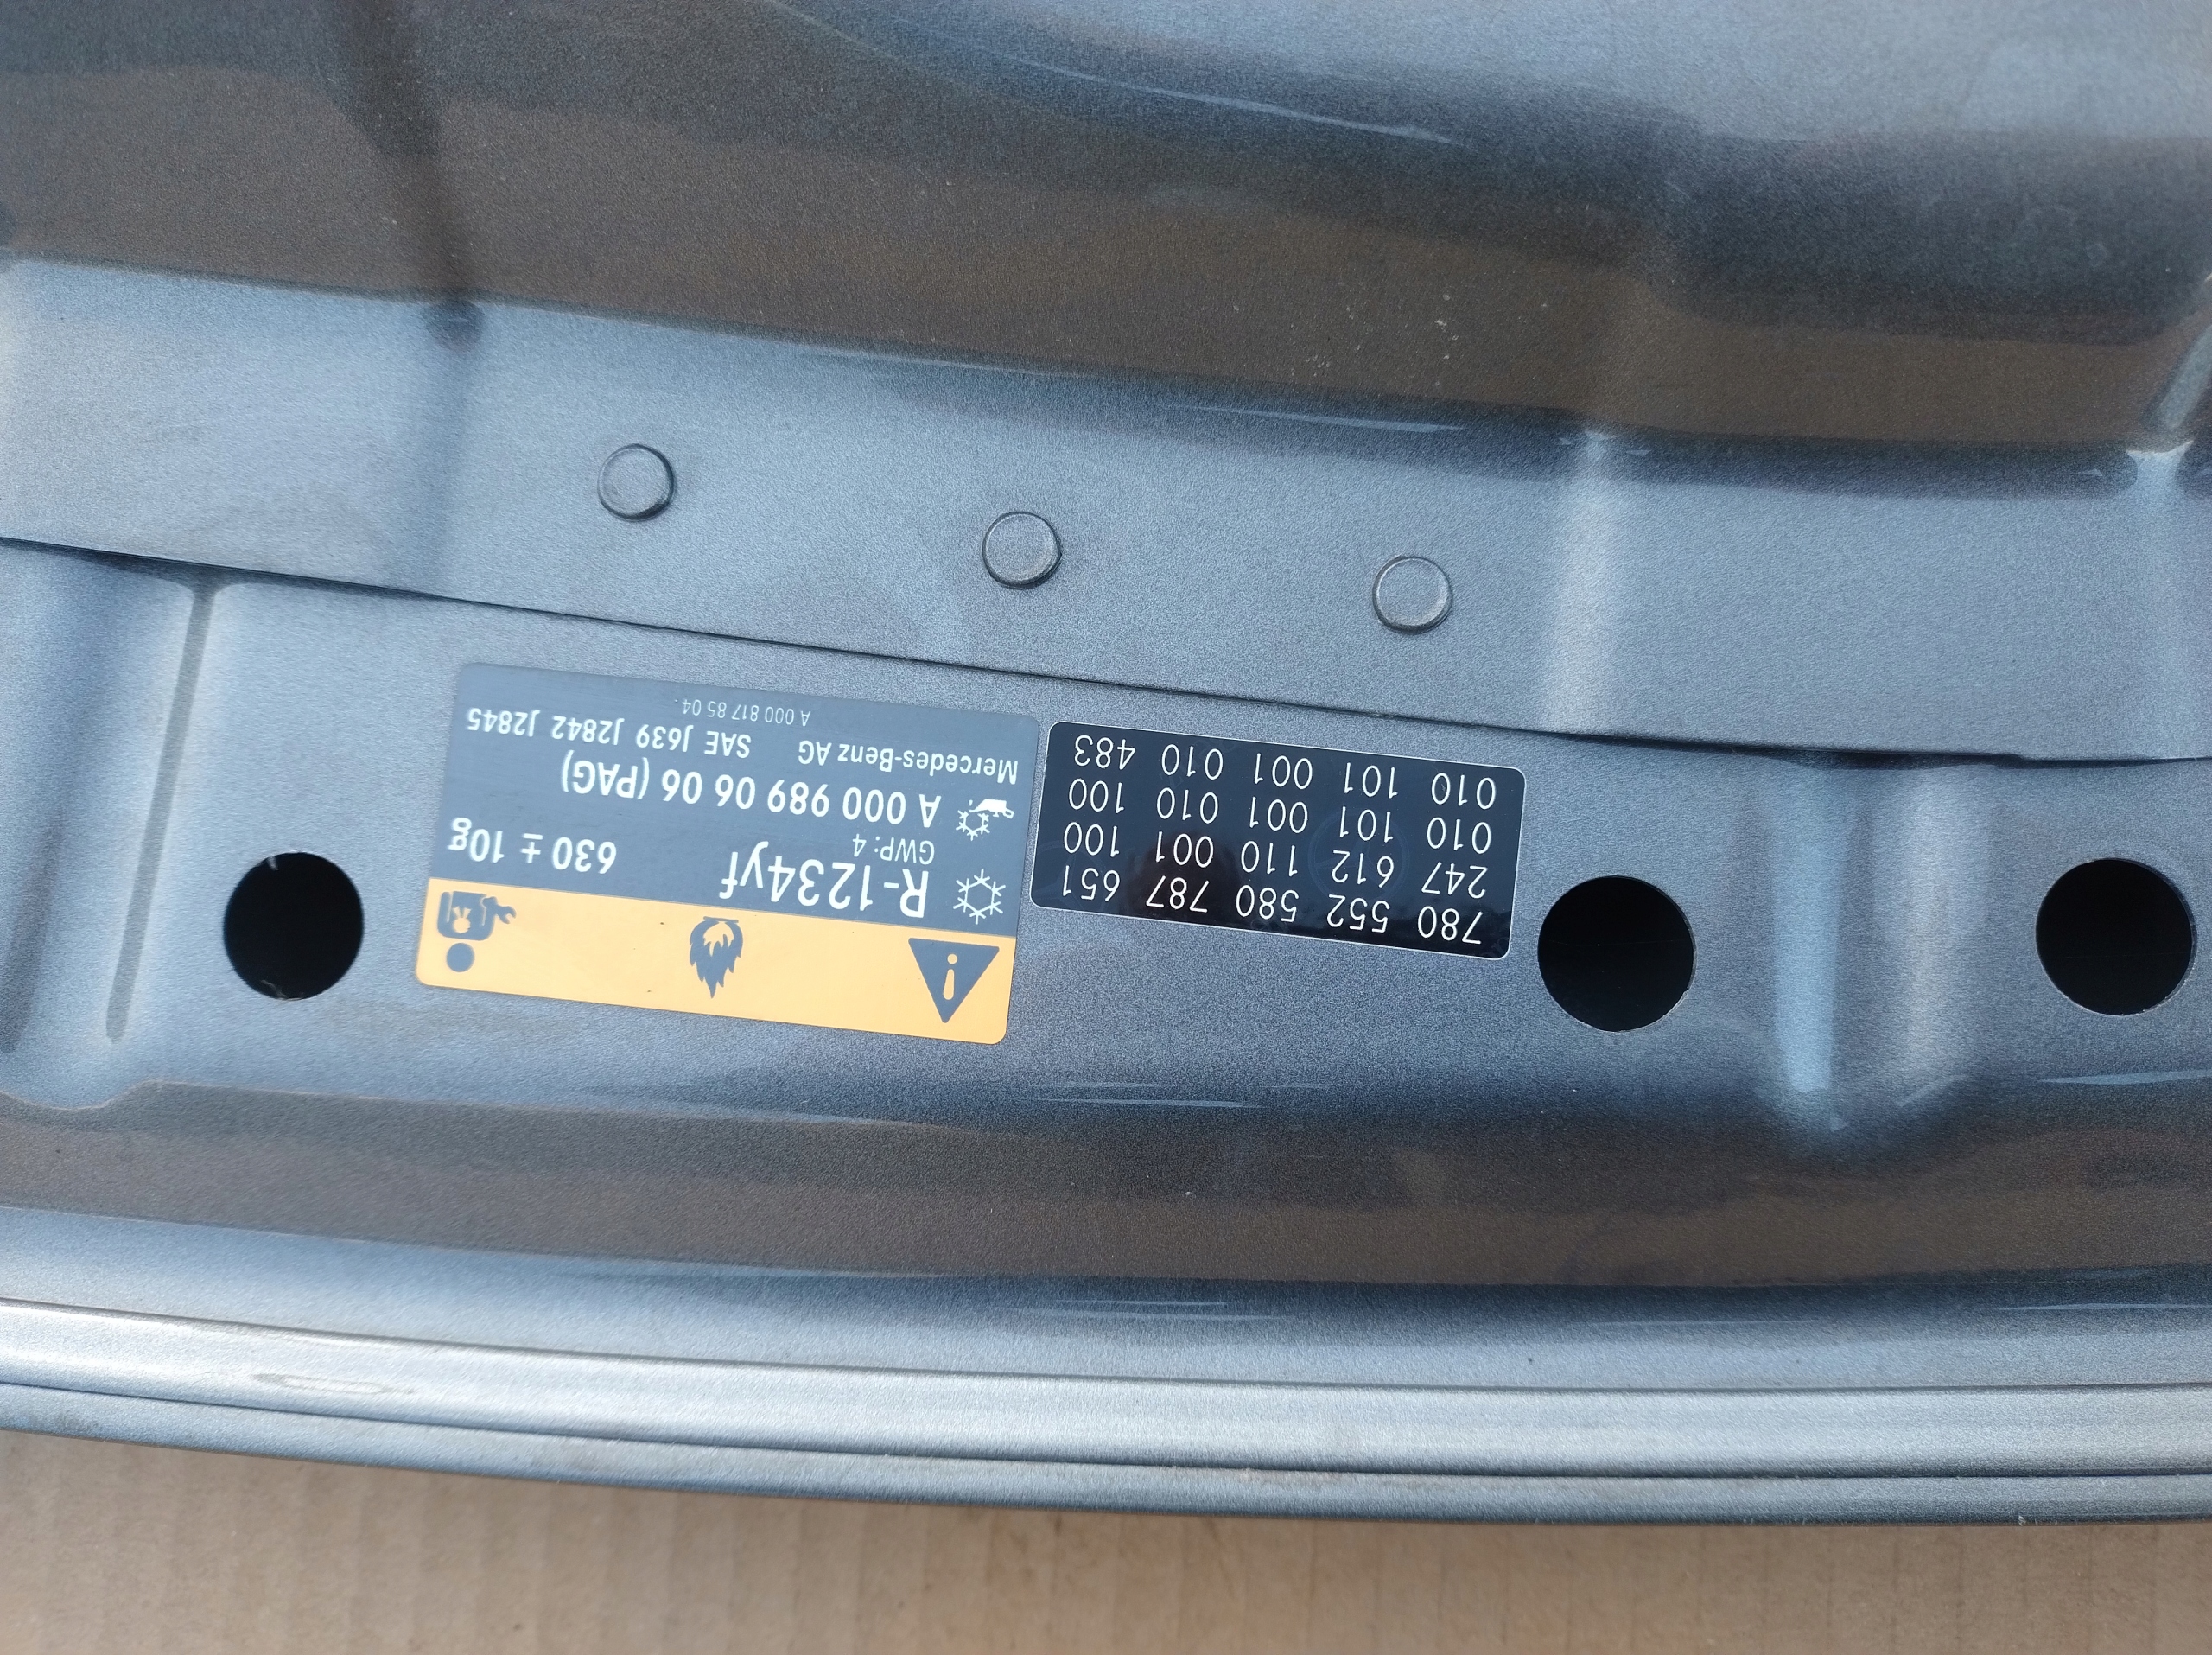 R-1234yf 630 ± 10g
GWP: 4
A 000 989 06 06 (PAG)
Mercedes-Benz AG SAE J639 J2842 J2845
A 000 817 85 04
780 552 580 787 651
247 612 110 001 100
010 101 001 010 100
010 101 001 010 483